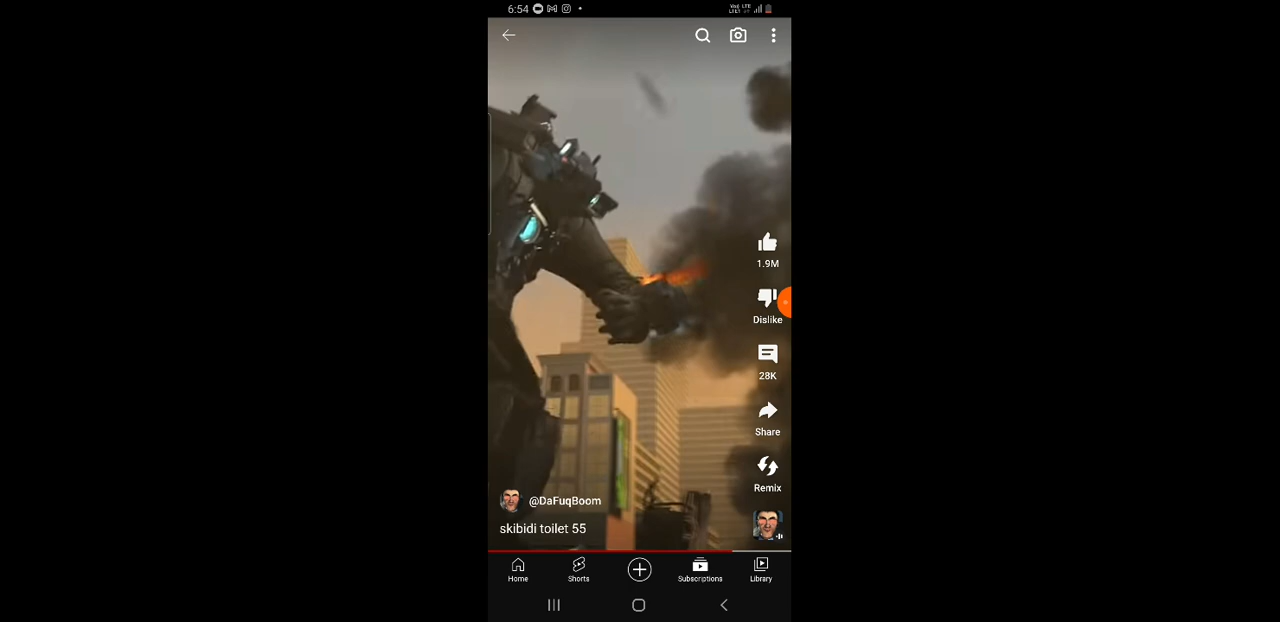 6:54
1.9M
Dislike
28K
Share
Remix
@DaFuqBoom
skibidi toilet 55
Home
Shorts
Subscriptions
Library